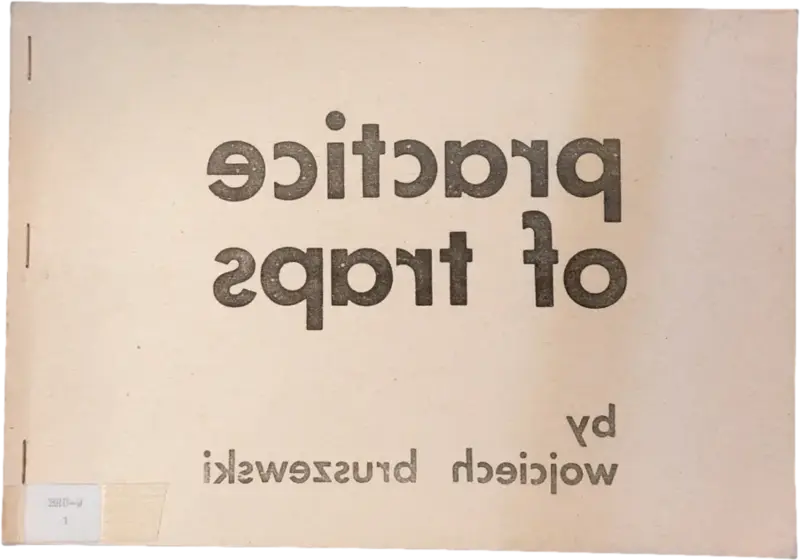 practice
of traps
by
wojciech bruszewski